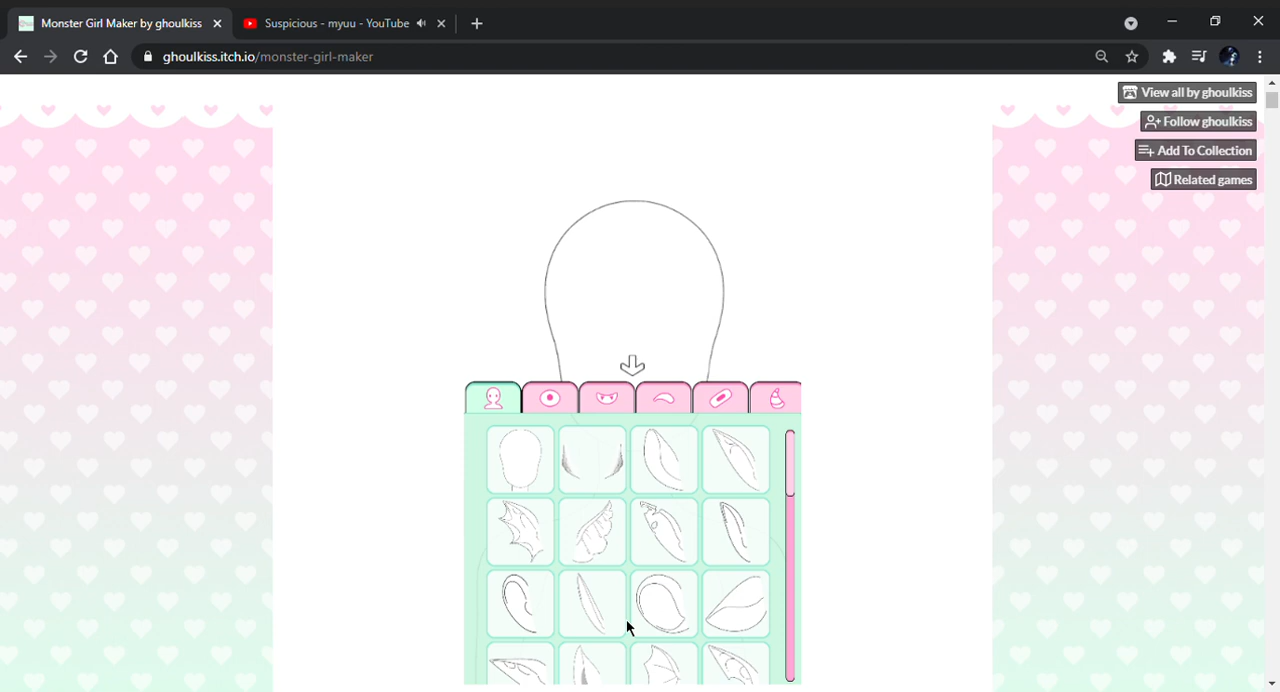 Monster Girl Maker by ghoulkiss
Suspicious - myuu - YouTube
ghoulkiss.itch.io/monster-girl-maker
View all by ghoulkiss
Follow ghoulkiss
Add To Collection
Related games